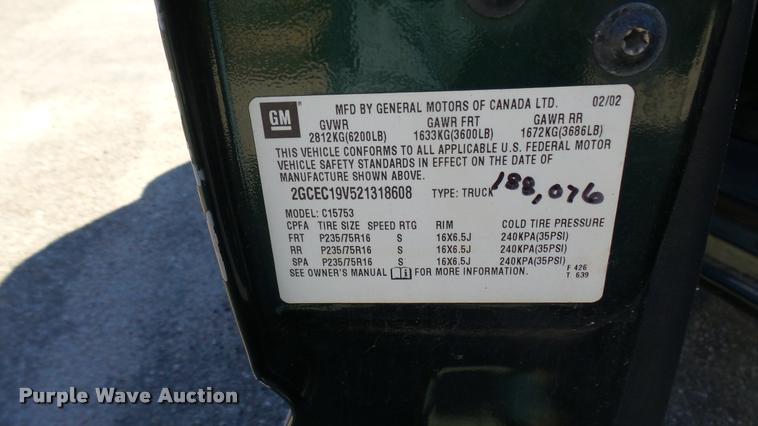 GM
MFD BY GENERAL MOTORS OF CANADA LTD. 02/02
GVWR GAWR FRT GAWR RR
2812KG(6200LB) 1633KG(3600LB) 1672KG(3686LB)
THIS VEHICLE CONFORMS TO ALL APPLICABLE U.S. FEDERAL MOTOR
VEHICLE SAFETY STANDARDS IN EFFECT ON THE DATE OF
MANUFACTURE SHOWN ABOVE.
2GCEC19V521318608 TYPE: TRUCK 188,076
MODEL: C15753
CPFA TIRE SIZE SPEED RTG RIM COLD TIRE PRESSURE
FRT P235/75R16 S 16X6.5J 240KPA(35PSI)
RR P235/75R16 S 16X6.5J 240KPA(35PSI)
SPA P235/75R16 S 16X6.5J 240KPA(35PSI)
SEE OWNER'S MANUAL FOR MORE INFORMATION.
F 426
T 639
Purple Wave Auction